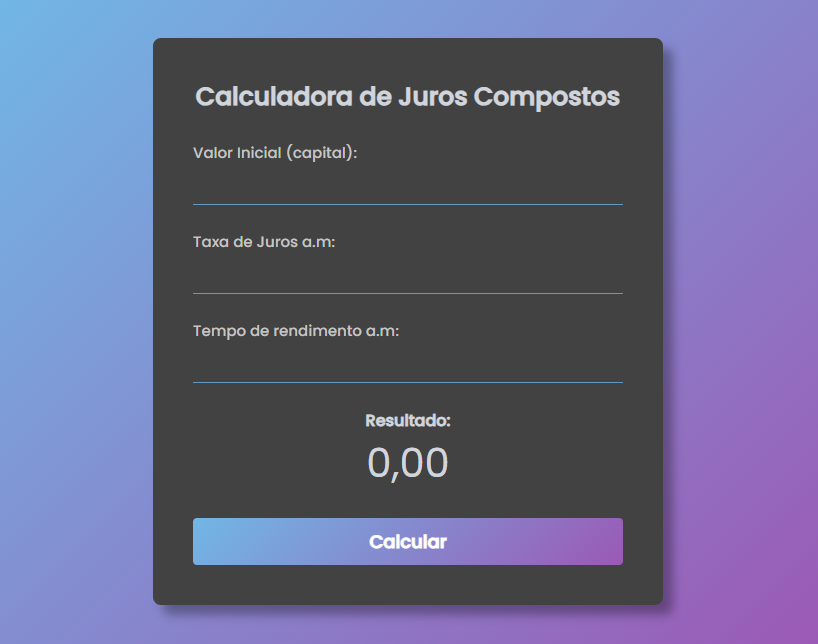 Calculadora de Juros Compostos
Valor Inicial (capital):
Taxa de Juros a.m:
Tempo de rendimento a.m:
Resultado:
0,00
Calcular